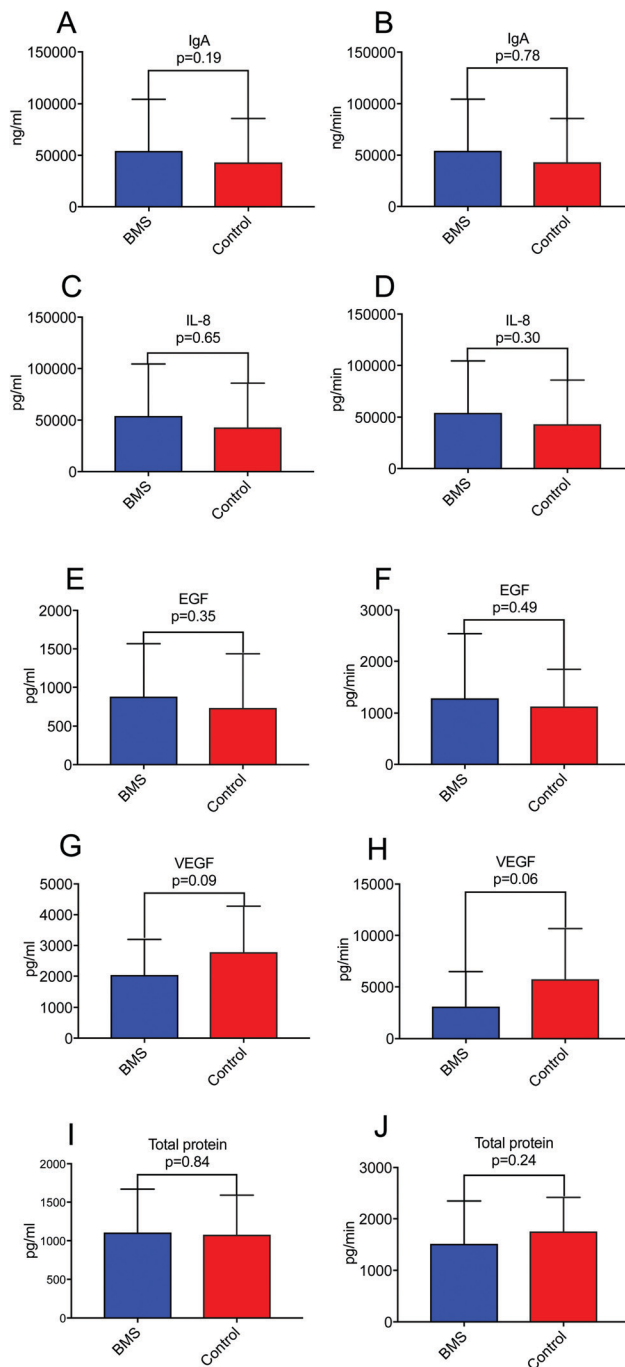 A
IgA
p=0.19
150000
100000
50000
0
ng/ml
BMS
Control
B
IgA
p=0.78
150000
100000
50000
0
ng/min
BMS
Control
C
IL-8
p=0.65
150000
100000
50000
0
pg/ml
BMS
Control
D
IL-8
p=0.30
150000
100000
50000
0
pg/min
BMS
Control
E
EGF
p=0.35
2000
1500
1000
500
0
pg/ml
BMS
Control
F
EGF
p=0.49
3000
2000
1000
0
pg/min
BMS
Control
G
VEGF
p=0.09
5000
4000
3000
2000
1000
0
pg/ml
BMS
Control
H
VEGF
p=0.06
15000
10000
5000
0
pg/min
BMS
Control
I
Total protein
p=0.84
2000
1500
1000
500
0
pg/ml
BMS
Control
J
Total protein
p=0.24
3000
2000
1000
0
pg/min
BMS
Control